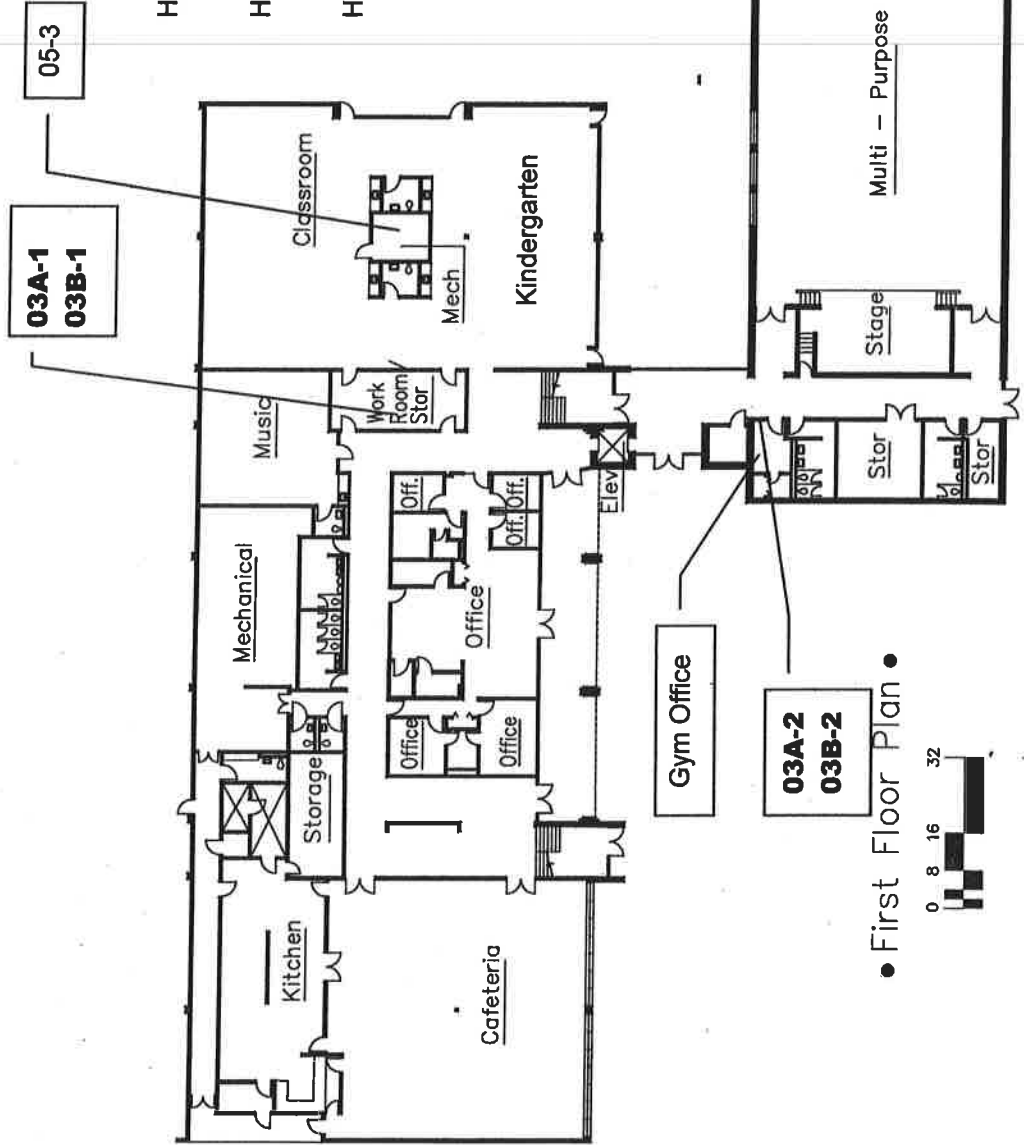 H
H
H
05-3
03A-1
03B-1
Classroom
Mech
Kindergarten
Work
Room
Stor
Music
Mechanical
Off.
Off.
Off.
Office
Office
Office
Elev
Storage
Kitchen
Cafeteria
Multi - Purpose
Stage
Stor
Stor
Gym Office
03A-2
03B-2
• First Floor Plan •
0 8 16 32